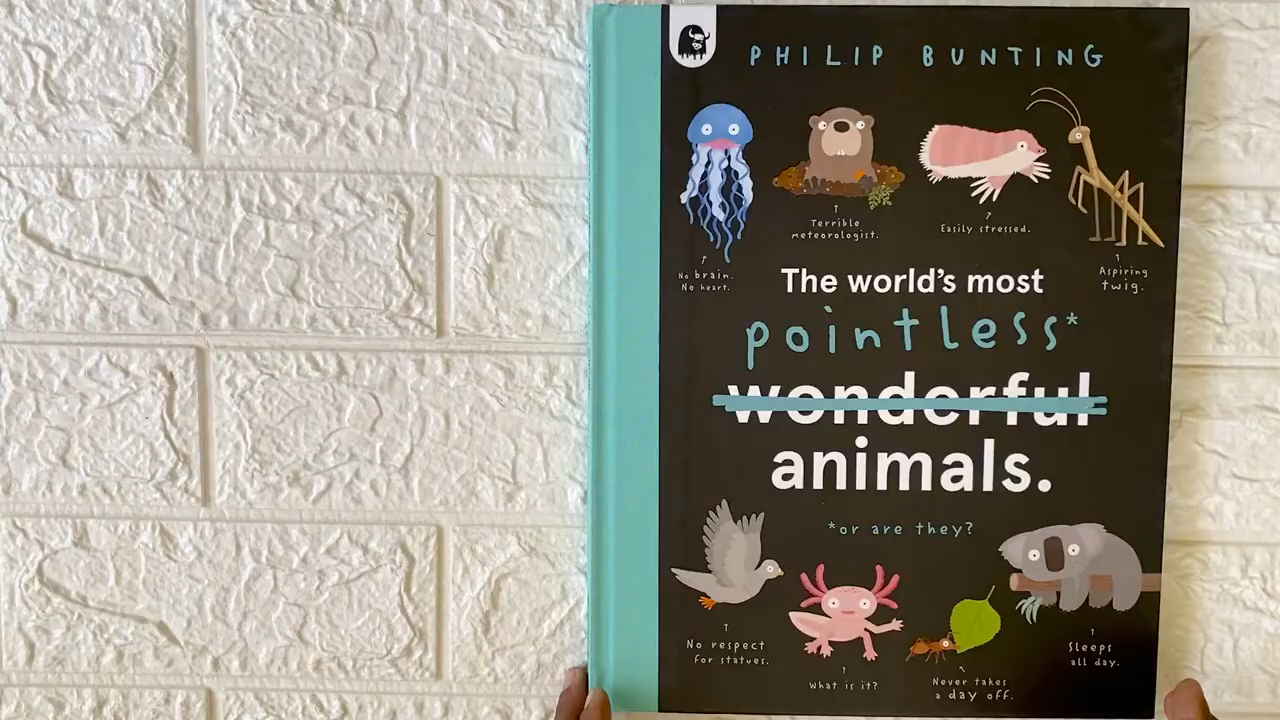 PHILIP BUNTING
Terrible
meteorologist.
Easily stressed.
No brain.
No heart.
Aspiring
twig.
The world's most
pointless*
wonderful
animals.
*or are they?
No respect
for statues.
What is it?
Never takes
a day off.
Sleeps
all day.